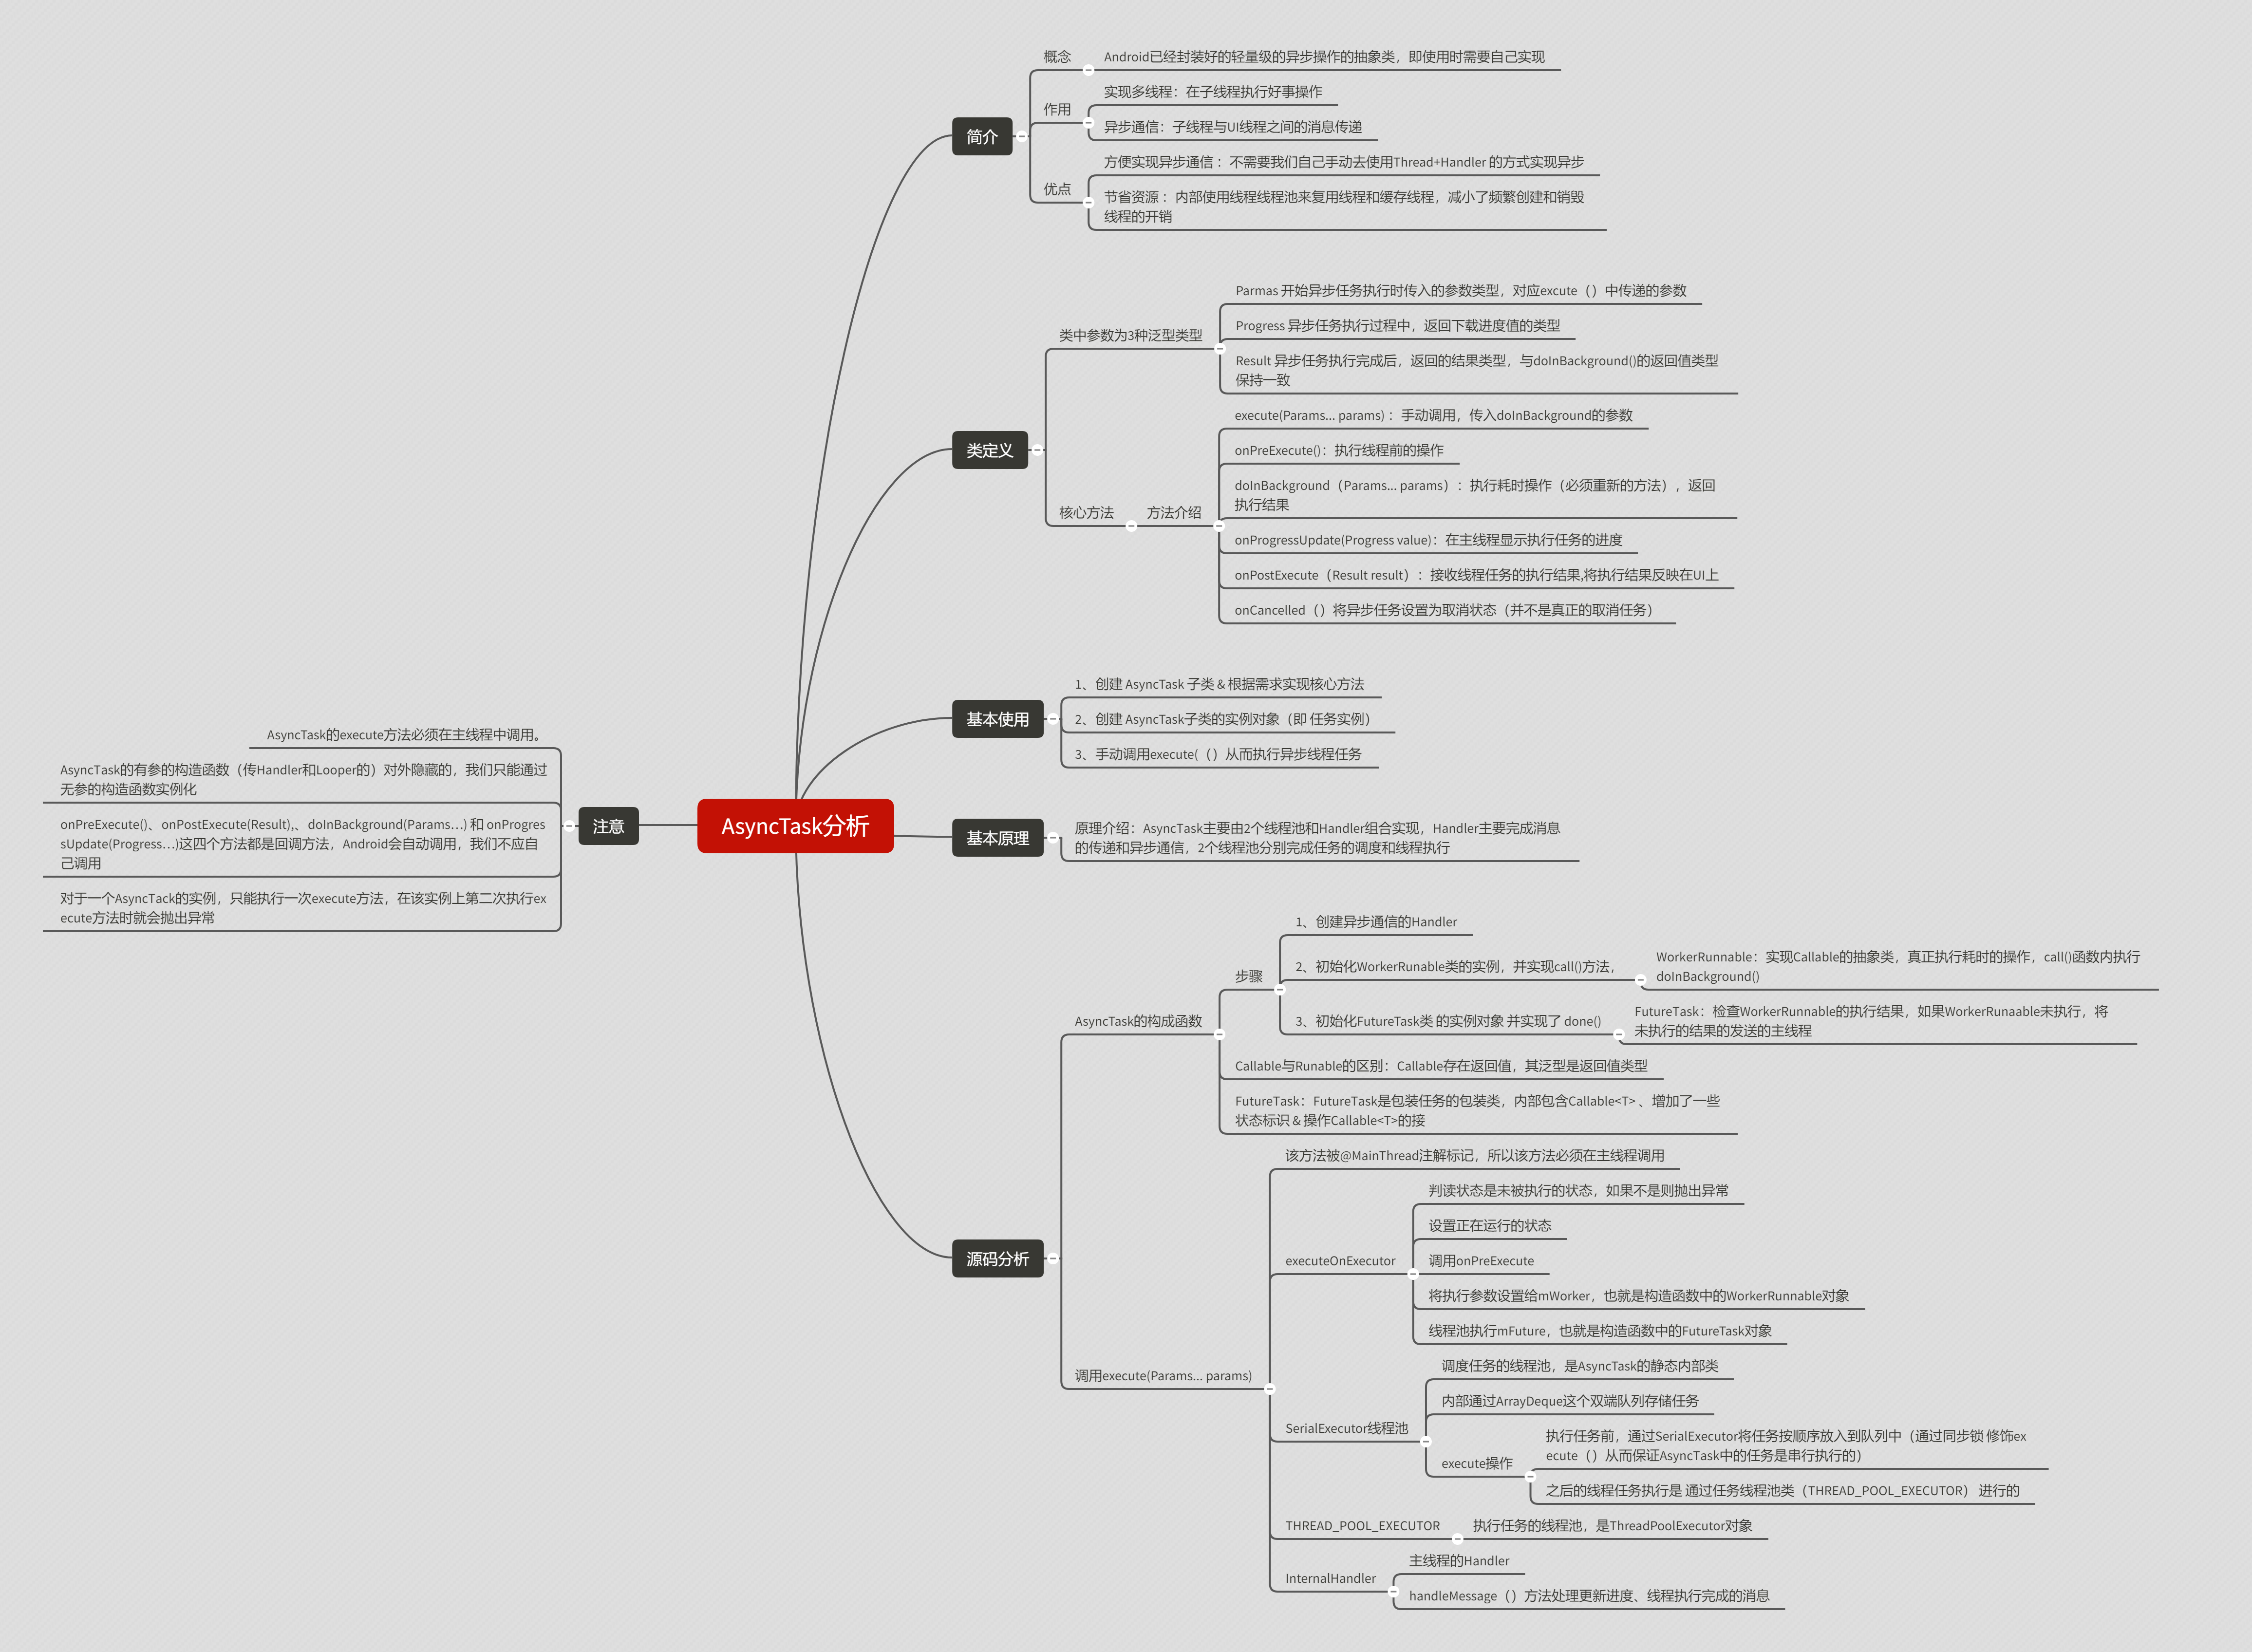 AsyncTask分析
简介
概念
Android已经封装好的轻量级的异步操作的抽象类，即使用时需要自己实现
作用
实现多线程：在子线程执行好事操作
异步通信：子线程与UI线程之间的消息传递
优点
方便实现异步通信 ：不需要我们自己手动去使用Thread+Handler 的方式实现异步
节省资源 ：内部使用线程线程池来复用线程和缓存线程，减小了频繁创建和销毁
线程的开销
类定义
类中参数为3种泛型类型
Parmas 开始异步任务执行时传入的参数类型，对应excute（）中传递的参数
Progress 异步任务执行过程中，返回下载进度值的类型
Result 异步任务执行完成后，返回的结果类型，与doInBackground()的返回值类型
保持一致
核心方法
方法介绍
execute(Params... params) ：手动调用，传入doInBackground的参数
onPreExecute()：执行线程前的操作
doInBackground（Params... params）：执行耗时操作（必须重新的方法），返回
执行结果
onProgressUpdate(Progress value)：在主线程显示执行任务的进度
onPostExecute（Result result）：接收线程任务的执行结果,将执行结果反映在UI上
onCancelled（）将异步任务设置为取消状态（并不是真正的取消任务）
基本使用
1、创建 AsyncTask 子类 & 根据需求实现核心方法
2、创建 AsyncTask子类的实例对象（即 任务实例）
3、手动调用execute(（）从而执行异步线程任务
基本原理
原理介绍：AsyncTask主要由2个线程池和Handler组合实现，Handler主要完成消息
的传递和异步通信，2个线程池分别完成任务的调度和线程执行
源码分析
AsyncTask的构成函数
步骤
1、创建异步通信的Handler
2、初始化WorkerRunable类的实例，并实现call()方法，
WorkerRunnable：实现Callable的抽象类，真正执行耗时的操作，call()函数内执行
doInBackground()
3、初始化FutureTask类 的实例对象 并实现了 done()
FutureTask：检查WorkerRunnable的执行结果，如果WorkerRunaable未执行，将
未执行的结果的发送的主线程
Callable与Runable的区别：Callable存在返回值，其泛型是返回值类型
FutureTask：FutureTask是包装任务的包装类，内部包含Callable<T> 、增加了一些
状态标识 & 操作Callable<T>的接
调用execute(Params... params)
该方法被@MainThread注解标记，所以该方法必须在主线程调用
executeOnExecutor
判读状态是未被执行的状态，如果不是则抛出异常
设置正在运行的状态
调用onPreExecute
将执行参数设置给mWorker，也就是构造函数中的WorkerRunnable对象
线程池执行mFuture，也就是构造函数中的FutureTask对象
SerialExecutor线程池
调度任务的线程池，是AsyncTask的静态内部类
内部通过ArrayDeque这个双端队列存储任务
execute操作
执行任务前，通过SerialExecutor将任务按顺序放入到队列中（通过同步锁 修饰ex
ecute（）从而保证AsyncTask中的任务是串行执行的）
之后的线程任务执行是 通过任务线程池类（THREAD_POOL_EXECUTOR） 进行的
THREAD_POOL_EXECUTOR
执行任务的线程池，是ThreadPoolExecutor对象
InternalHandler
主线程的Handler
handleMessage（）方法处理更新进度、线程执行完成的消息
注意
AsyncTask的execute方法必须在主线程中调用。
AsyncTask的有参的构造函数（传Handler和Looper的）对外隐藏的，我们只能通过
无参的构造函数实例化
onPreExecute()、onPostExecute(Result),、doInBackground(Params…) 和 onProgres
sUpdate(Progress…)这四个方法都是回调方法，Android会自动调用，我们不应自
己调用
对于一个AsyncTack的实例，只能执行一次execute方法，在该实例上第二次执行ex
ecute方法时就会抛出异常